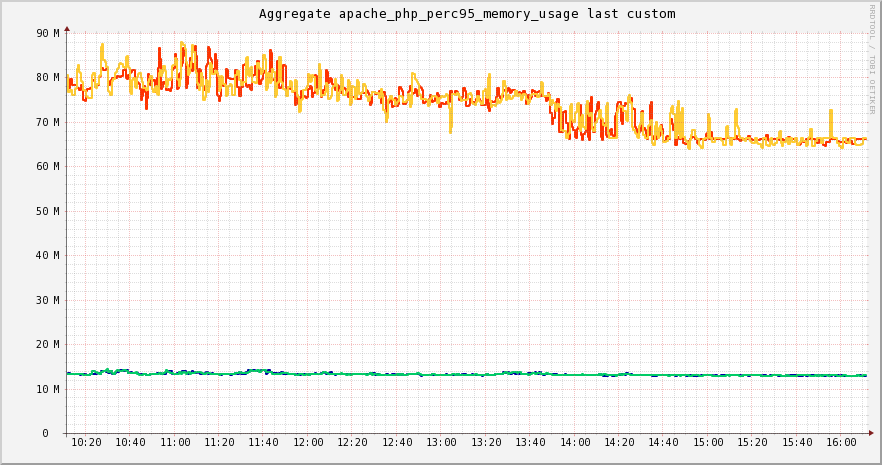 Aggregate apache_php_perc95_memory_usage last custom
RRDTOOL / TOBI OETIKER
90 M
80 M
70 M
60 M
50 M
40 M
30 M
20 M
10 M
0
10:20 10:40 11:00 11:20 11:40 12:00 12:20 12:40 13:00 13:20 13:40 14:00 14:20 14:40 15:00 15:20 15:40 16:00